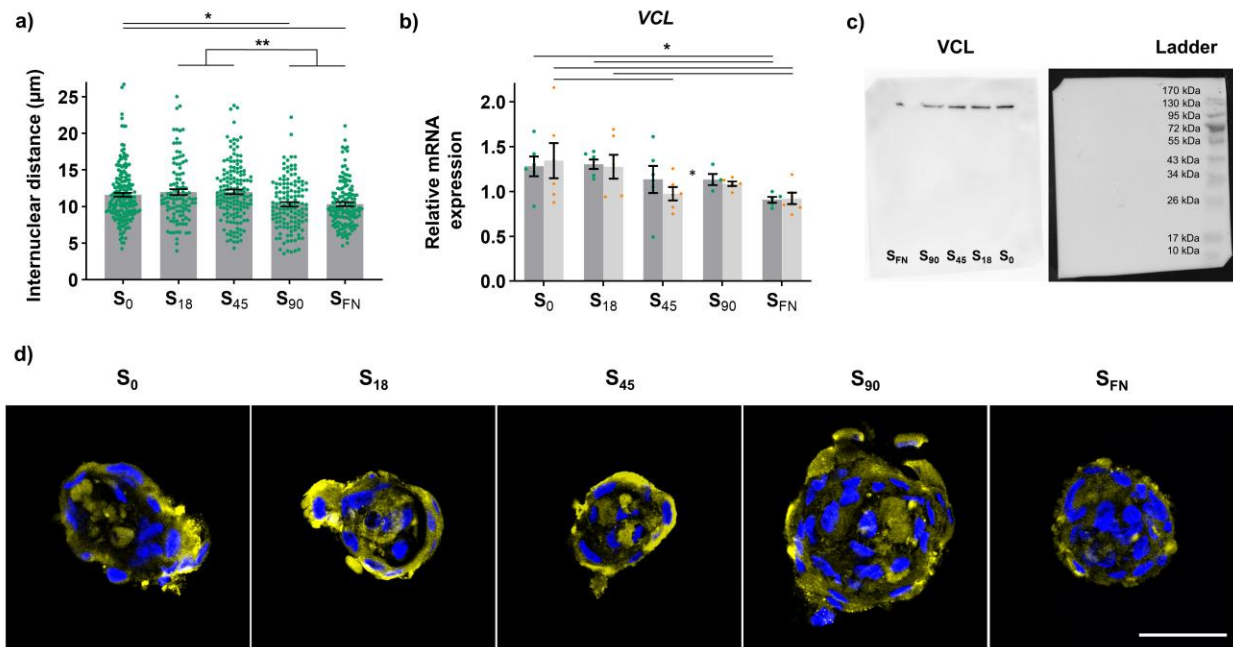 a)
*
**
Internuclear distance (µm)
25
20
15
10
5
0
S0 S18 S45 S90 SFN
b)
VCL
*
Relative mRNA
expression
2.0
1.5
1.0
0.5
0.0
*
S0 S18 S45 S90 SFN
c)
VCL
SFN S90 S45 S18 S0
Ladder
170 kDa
130 kDa
95 kDa
72 kDa
55 kDa
43 kDa
34 kDa
26 kDa
17 kDa
10 kDa
d)
S0 S18 S45 S90 SFN